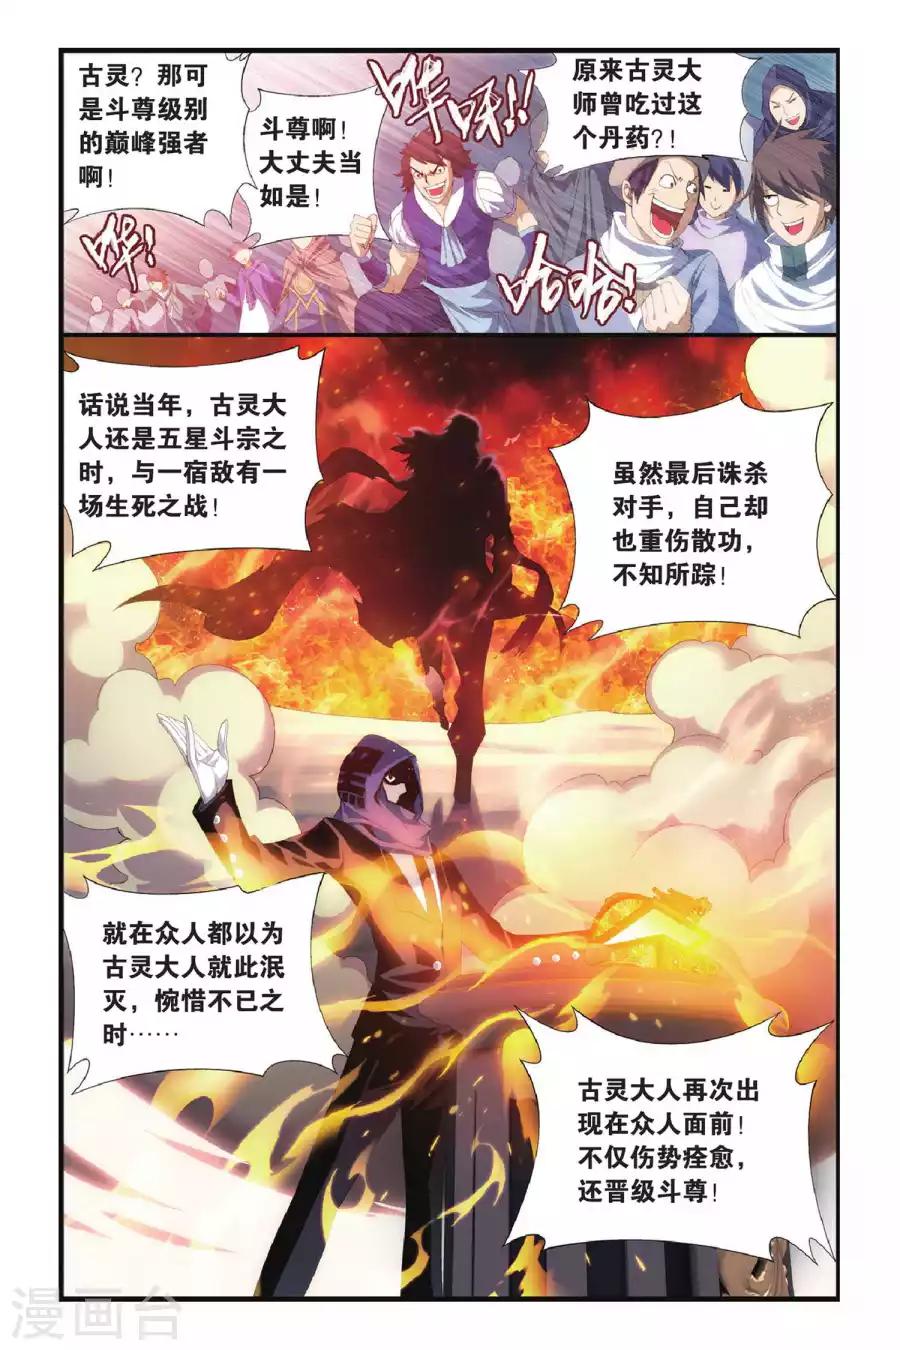 古灵？那可
是斗尊级别
的巅峰强者
啊！
斗尊啊！
大丈夫当
如是！
哗
呀!!
原来古灵大
师曾吃过这
个丹药？！
哗！
哈哈！
话说当年，古灵大
人还是五星斗宗之
时，与一宿敌有一
场生死之战！
虽然最后诛杀
对手，自己却
也重伤散功，
不知所踪！
就在众人都以为
古灵大人就此泯
灭，惋惜不已之
时……
古灵大人再次出
现在众人面前！
不仅伤势痊愈，
还晋级斗尊！
漫画台